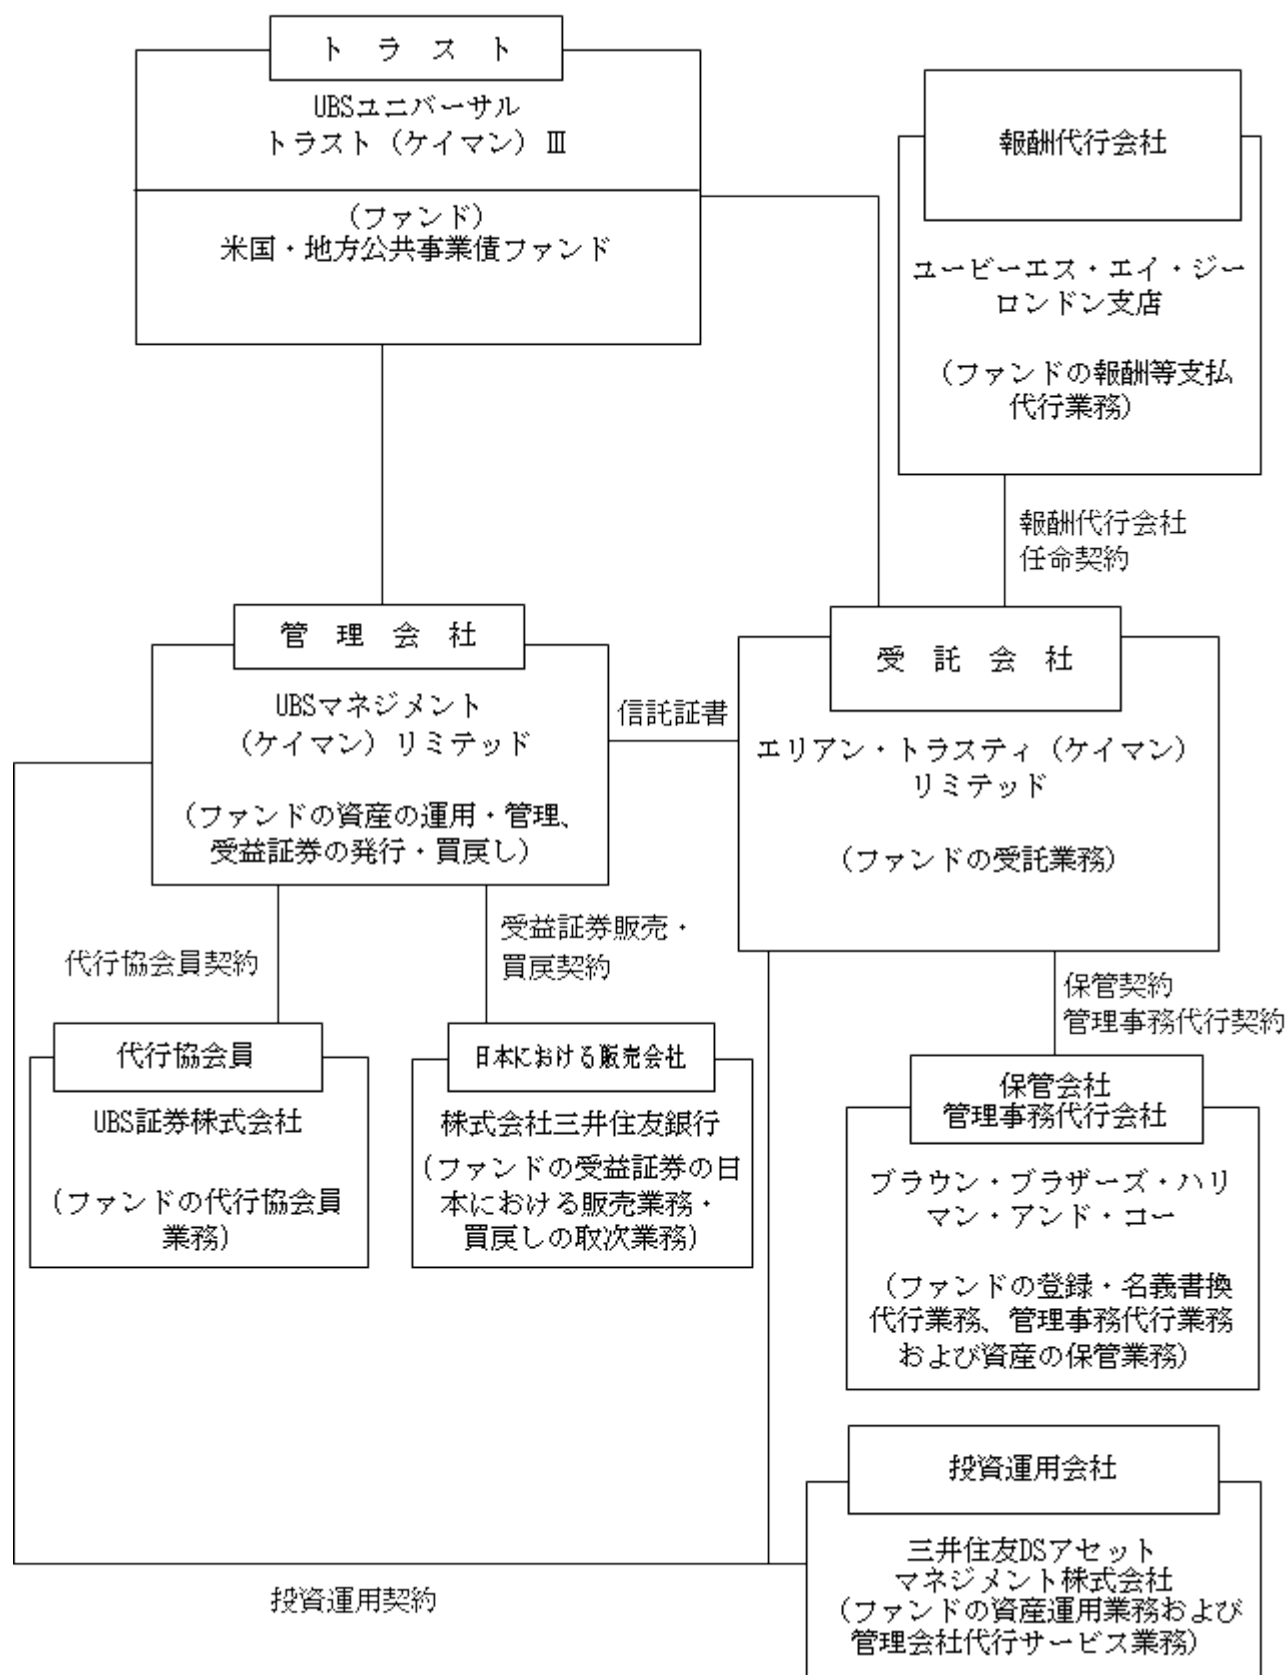 トラスト
UBSユニバーサル
トラスト（ケイマン）Ⅲ
（ファンド）
米国・地方公共事業債ファンド
報酬代行会社
ユービーエス・エイ・ジー
ロンドン支店
（ファンドの報酬等支払
代行業務）
報酬代行会社
任命契約
管理会社
UBSマネジメント
（ケイマン）リミテッド
（ファンドの資産の運用・管理、
受益証券の発行・買戻し）
信託証書
受託会社
エリアン・トラスティ（ケイマン）
リミテッド
（ファンドの受託業務）
代行協会員契約
受益証券販売・
買戻契約
保管契約
管理事務代行契約
代行協会員
UBS証券株式会社
（ファンドの代行協会員
業務）
日本における販売会社
株式会社三井住友銀行
（ファンドの受益証券の日
本における販売業務・
買戻しの取次業務）
保管会社
管理事務代行会社
ブラウン・ブラザーズ・ハリ
マン・アンド・コー
（ファンドの登録・名義書換
代行業務、管理事務代行業務
および資産の保管業務）
投資運用会社
三井住友DSアセット
マネジメント株式会社
（ファンドの資産運用業務および
管理会社代行サービス業務）
投資運用契約